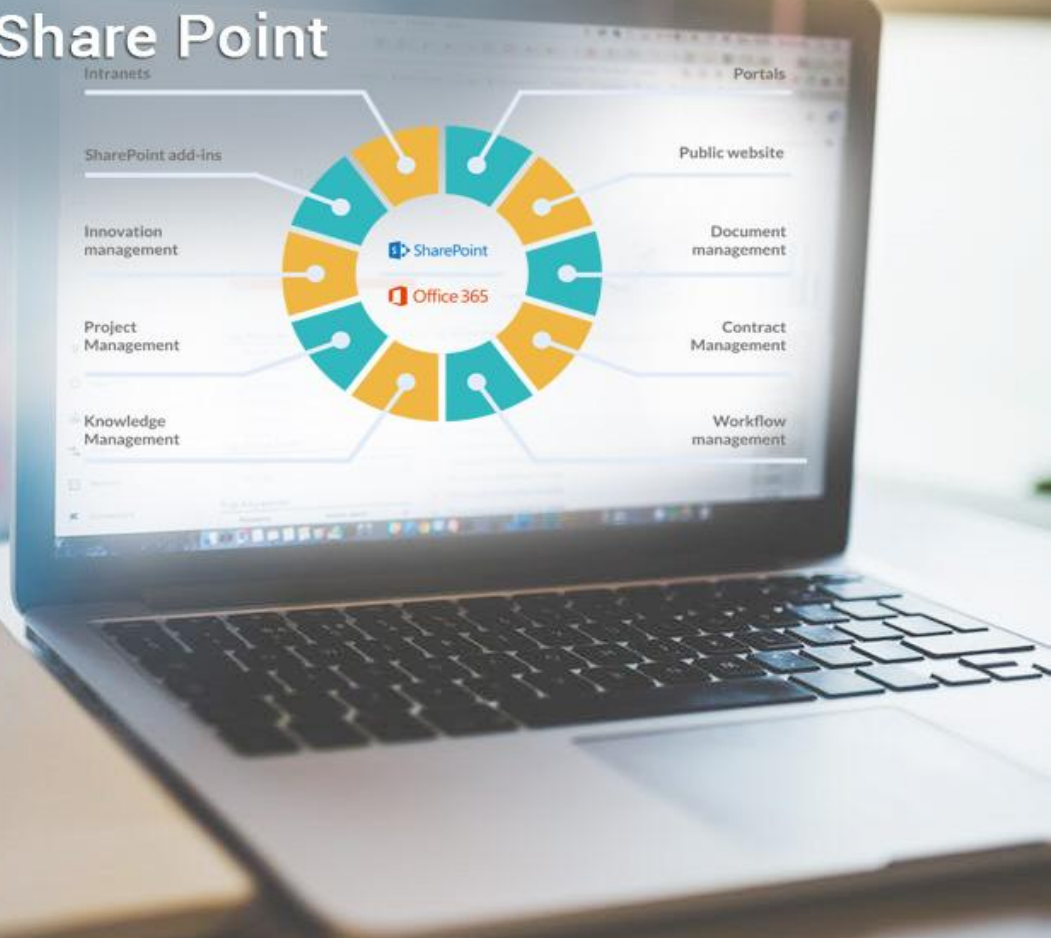 Share Point
Intranets
Portals
SharePoint add-ins
Public website
Innovation
management
Document
management
SharePoint
Office 365
Project
Management
Contract
Management
Knowledge
Management
Workflow
management